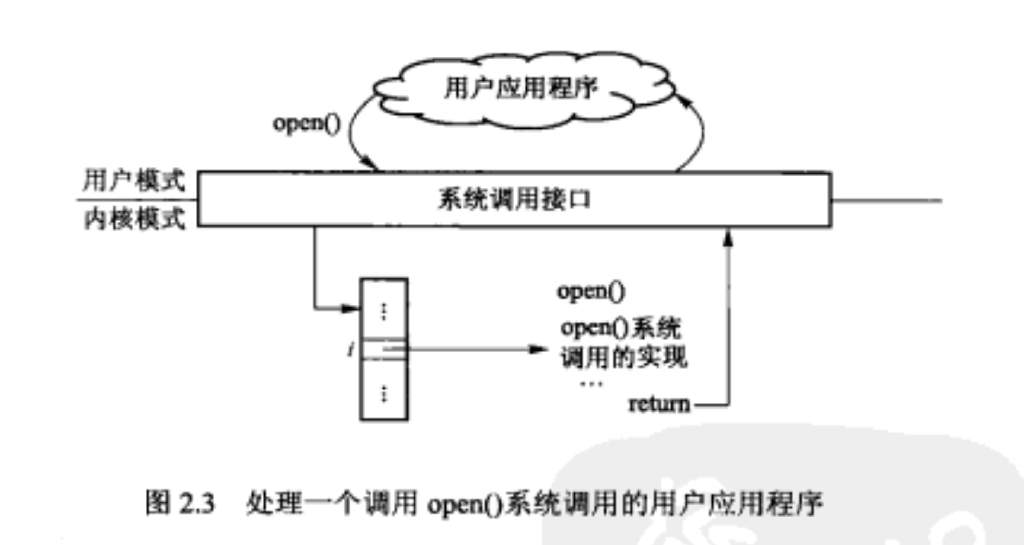 用户应用程序
open()
用户模式
系统调用接口
内核模式
⋮
i
⋮
open()
open()系统
调用的实现
…
return
图 2.3 处理一个调用 open()系统调用的用户应用程序